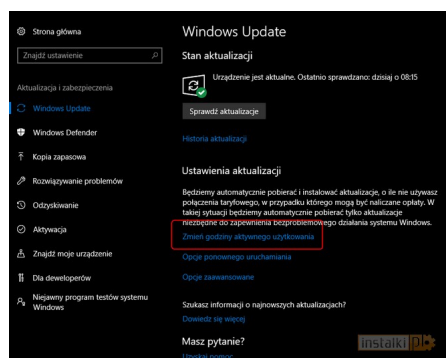 Strona główna
Znajdź ustawienie
Aktualizacja i zabezpieczenia
Windows Update
Windows Defender
Kopia zapasowa
Rozwiązywanie problemów
Odzyskiwanie
Aktywacja
Znajdź moje urządzenie
Dla deweloperów
Niejawny program testów systemu
Windows
Windows Update
Stan aktualizacji
Urządzenie jest aktualne. Ostatnio sprawdzano: dzisiaj o 08:15
Sprawdź aktualizacje
Historia aktualizacji
Ustawienia aktualizacji
Będziemy automatycznie pobierać i instalować aktualizacje, o ile nie używasz
połączenia taryfowego, w przypadku którego mogą być naliczane opłaty. W
takiej sytuacji będziemy automatycznie pobierać tylko aktualizacje
niezbędne do zapewnienia bezproblemowego działania systemu Windows.
Zmień godziny aktywnego użytkowania
Opcje ponownego uruchamiania
Opcje zaawansowane
Szukasz informacji o najnowszych aktualizacjach?
Dowiedz się więcej
Masz pytanie?
Uzyskaj pomoc
instalki pl